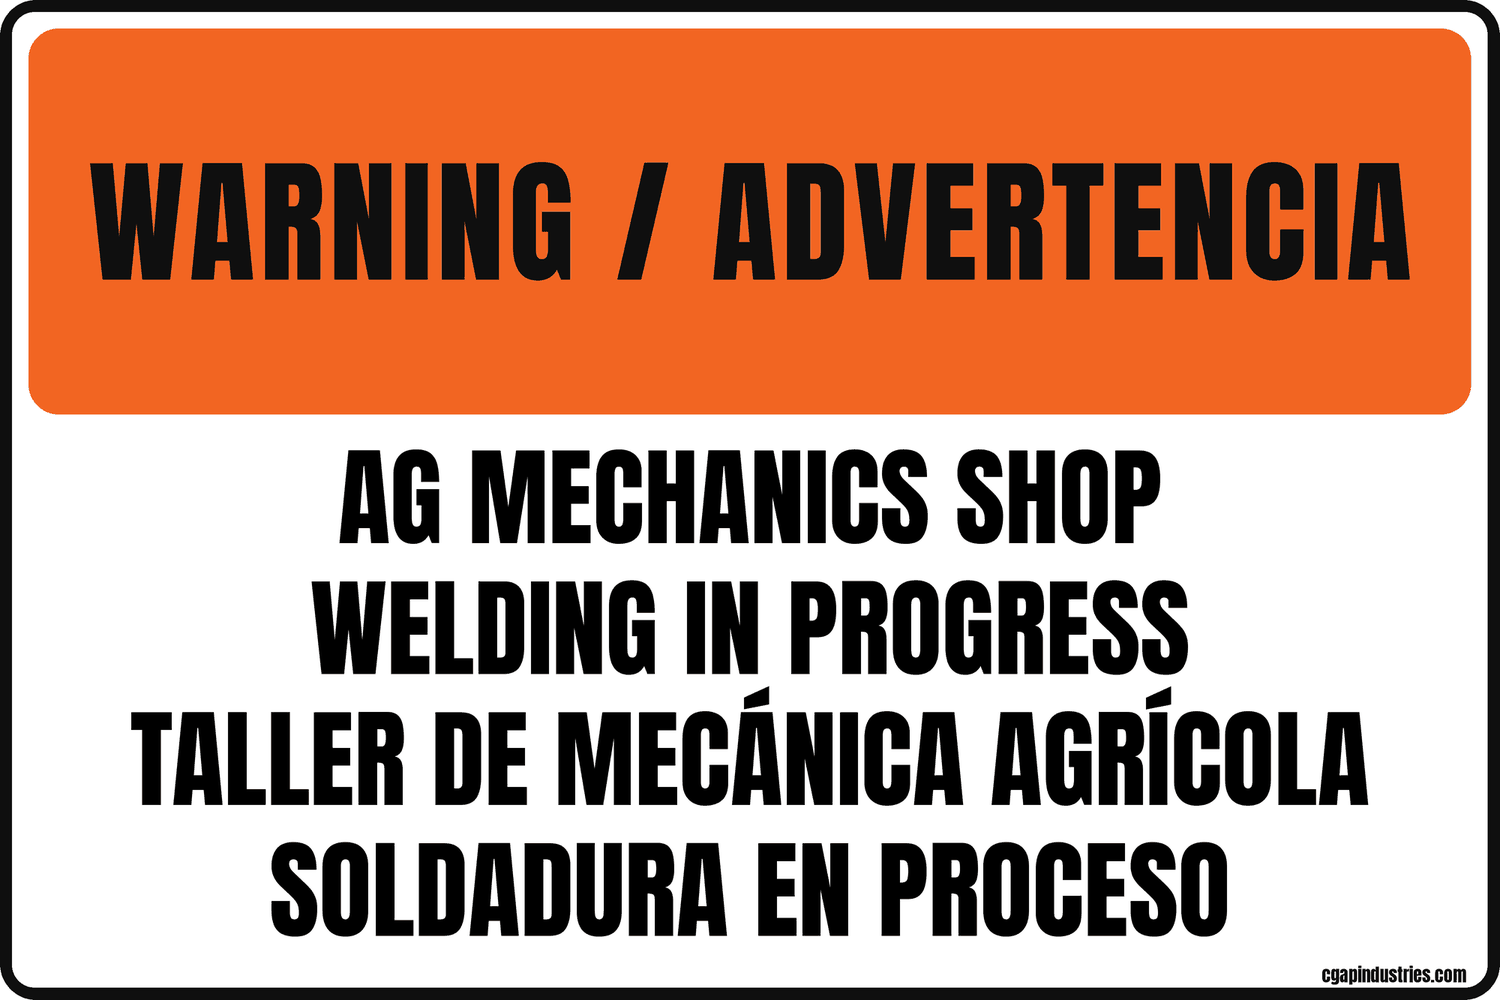 WARNING / ADVERTENCIA
AG MECHANICS SHOP
WELDING IN PROGRESS
TALLER DE MECÁNICA AGRÍCOLA
SOLDADURA EN PROCESO
cgapindustries.com